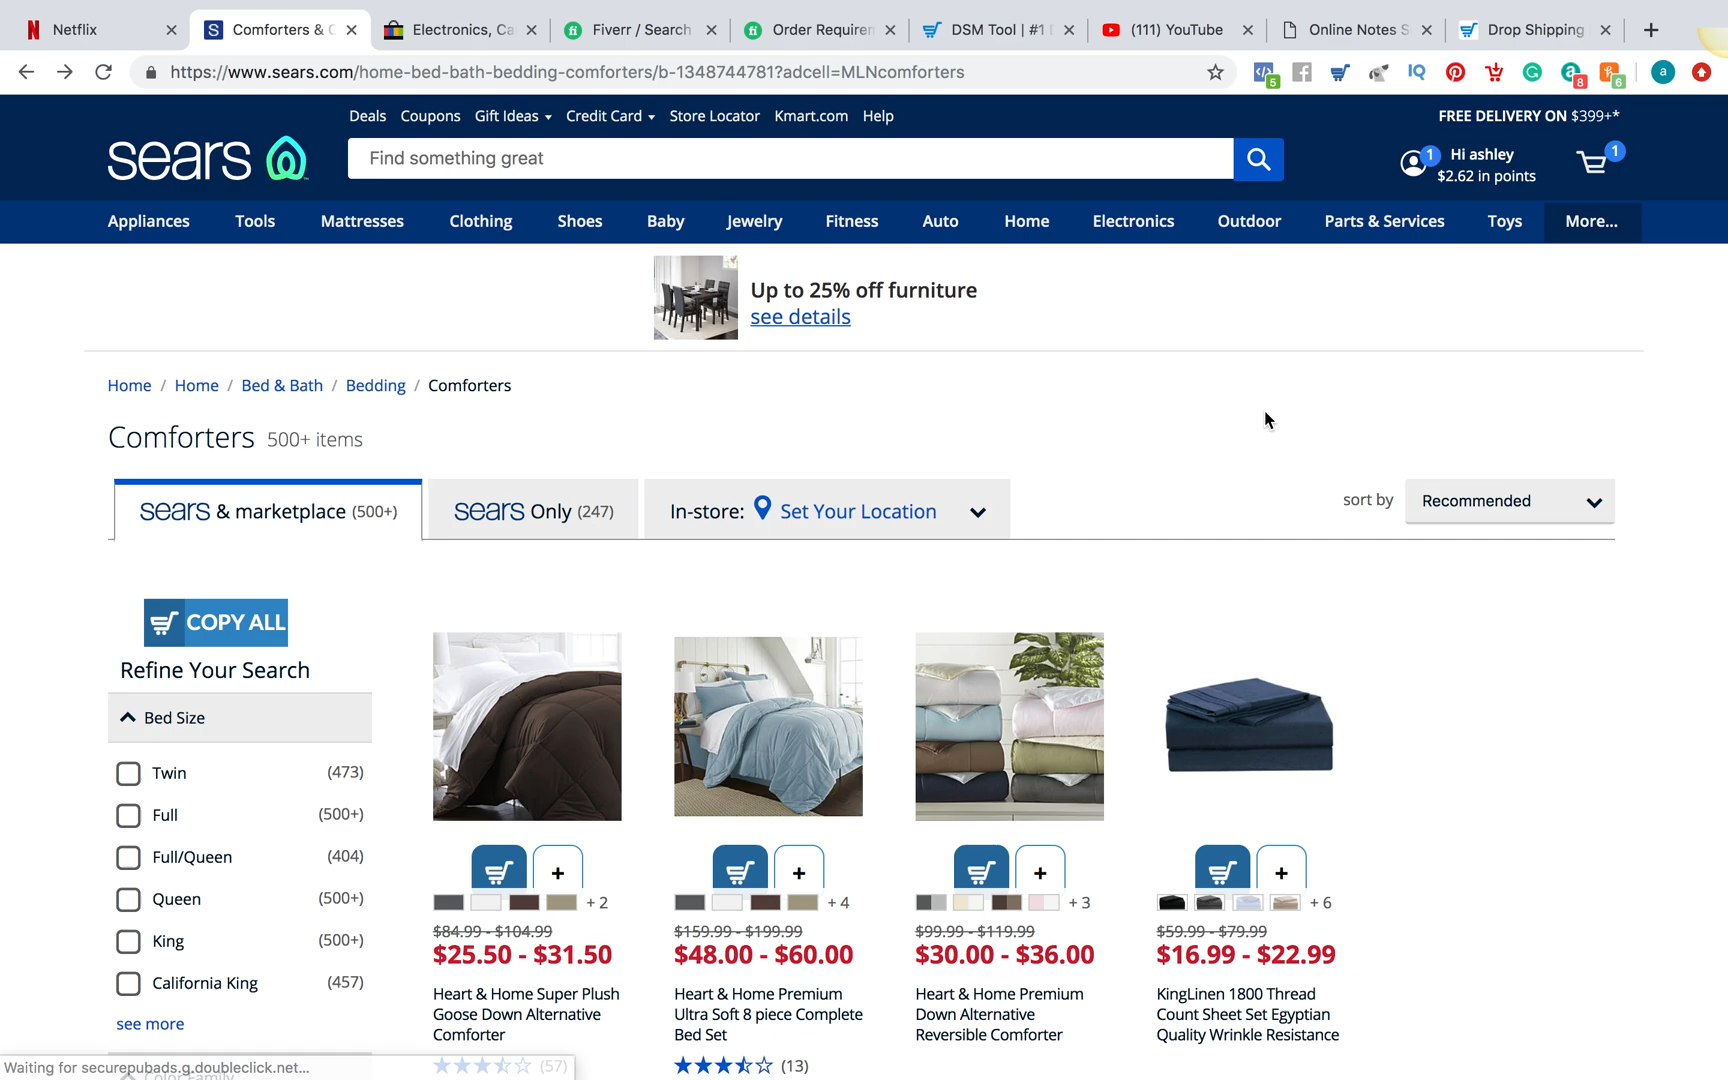 Netflix
Comforters & C
Electronics, Ca
Fiverr / Search
Order Requirem
DSM Tool | #1
(111) YouTube
Online Notes S
Drop Shipping
https://www.sears.com/home-bed-bath-bedding-comforters/b-1348744781?adcell=MLNcomforters
5
IQ
8
6
a
Deals Coupons Gift Ideas Credit Card Store Locator Kmart.com Help
FREE DELIVERY ON $399+*
sears
Find something great
1
Hi ashley
$2.62 in points
1
Appliances Tools Mattresses Clothing Shoes Baby Jewelry Fitness Auto Home Electronics Outdoor Parts & Services Toys More...
Up to 25% off furniture
see details
Home / Home / Bed & Bath / Bedding / Comforters
Comforters 500+ items
sears & marketplace (500+)
sears Only (247)
In-store: Set Your Location
sort by
Recommended
COPY ALL
Refine Your Search
Bed Size
Twin (473)
Full (500+)
Full/Queen (404)
Queen (500+)
King (500+)
California King (457)
see more
+ 2
$84.99 - $104.99
$25.50 - $31.50
Heart & Home Super Plush
Goose Down Alternative
Comforter
(57)
+ 4
$159.99 - $199.99
$48.00 - $60.00
Heart & Home Premium
Ultra Soft 8 piece Complete
Bed Set
(13)
+ 3
$99.99 - $119.99
$30.00 - $36.00
Heart & Home Premium
Down Alternative
Reversible Comforter
+ 6
$59.99 - $79.99
$16.99 - $22.99
KingLinen 1800 Thread
Count Sheet Set Egyptian
Quality Wrinkle Resistance
Waiting for securepubads.g.doubleclick.net...
Color Family